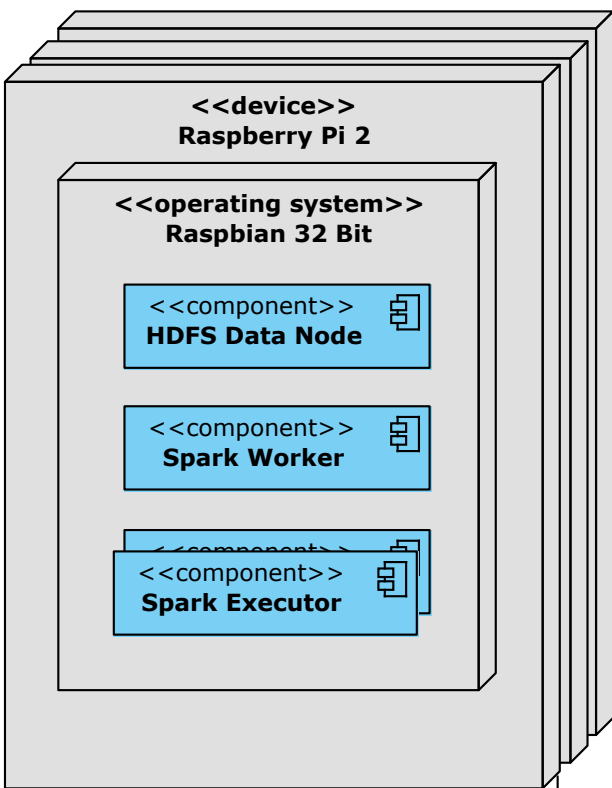 <<device>>
Raspberry Pi 2
<<operating system>>
Raspbian 32 Bit
<<component>>
HDFS Data Node
<<component>>
Spark Worker
<<component>>
<<component>>
Spark Executor